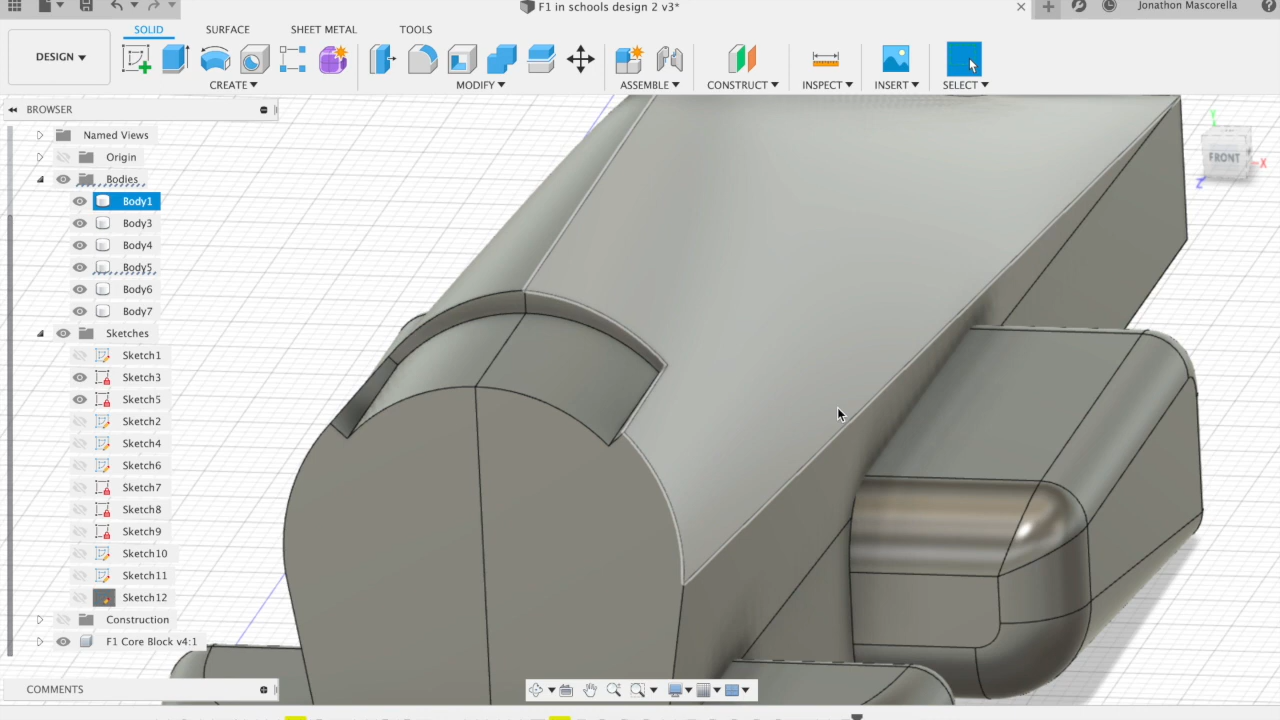 F1 in schools design 2 v3*
Jonathon Mascorella
SOLID SURFACE SHEET METAL TOOLS
DESIGN
CREATE MODIFY ASSEMBLE CONSTRUCT INSPECT INSERT SELECT
BROWSER
Named Views
Origin
Bodies
Body1
Body3
Body4
Body5
Body6
Body7
Sketches
Sketch1
Sketch3
Sketch5
Sketch2
Sketch4
Sketch6
Sketch7
Sketch8
Sketch9
Sketch10
Sketch11
Sketch12
Construction
F1 Core Block v4:1
COMMENTS
Y
FRONT
X
Z